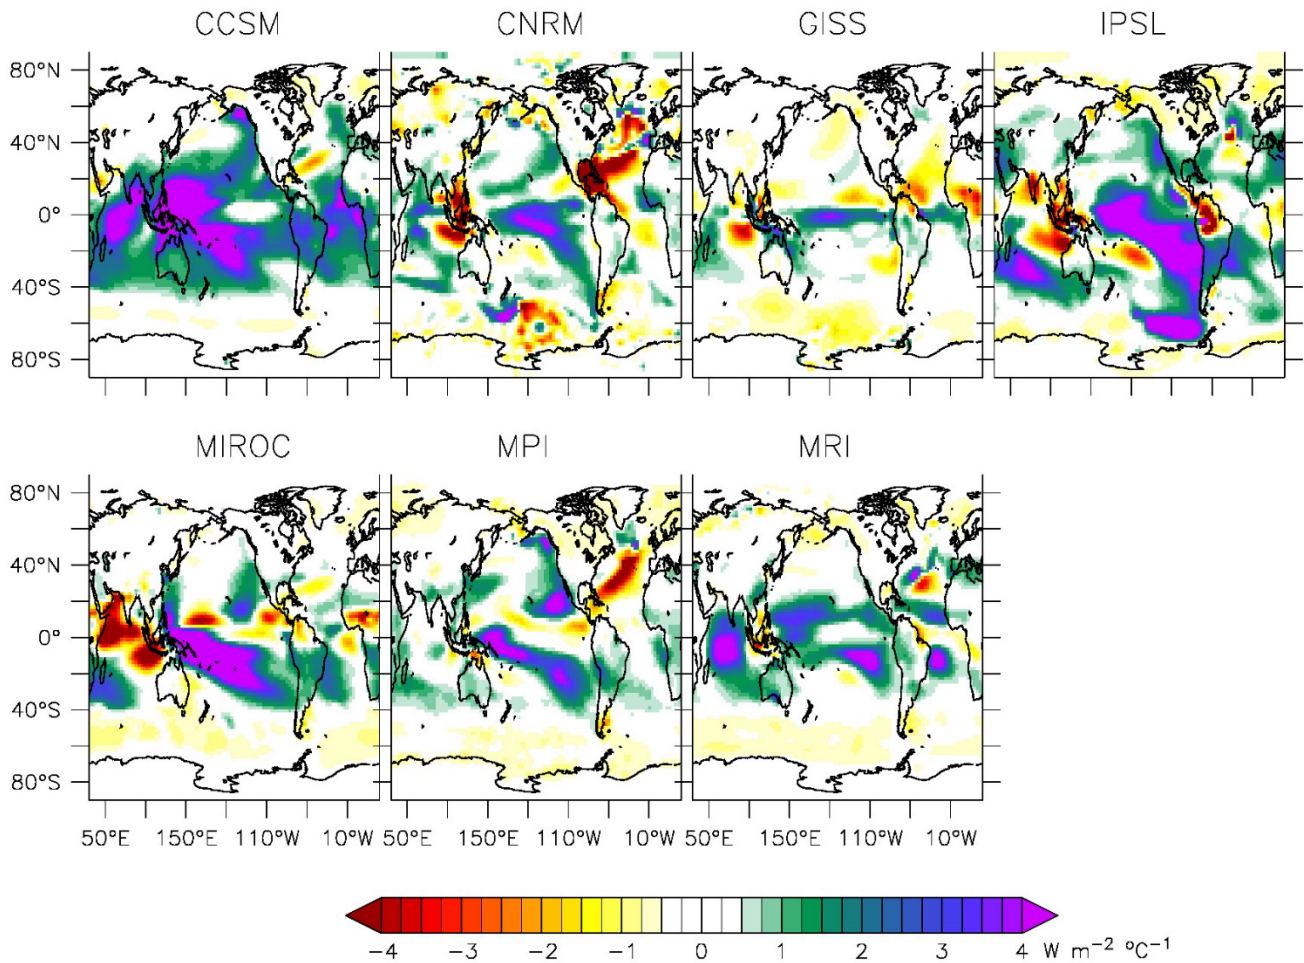 CCSM CNRM GISS IPSL
80°N
40°N
0°
40°S
80°S
MIROC MPI MRI
80°N
40°N
0°
40°S
80°S
50°E 150°E 110°W 10°W 50°E 150°E 110°W 10°W 50°E 150°E 110°W 10°W
−4 −3 −2 −1 0 1 2 3 4 W m⁻² °C⁻¹